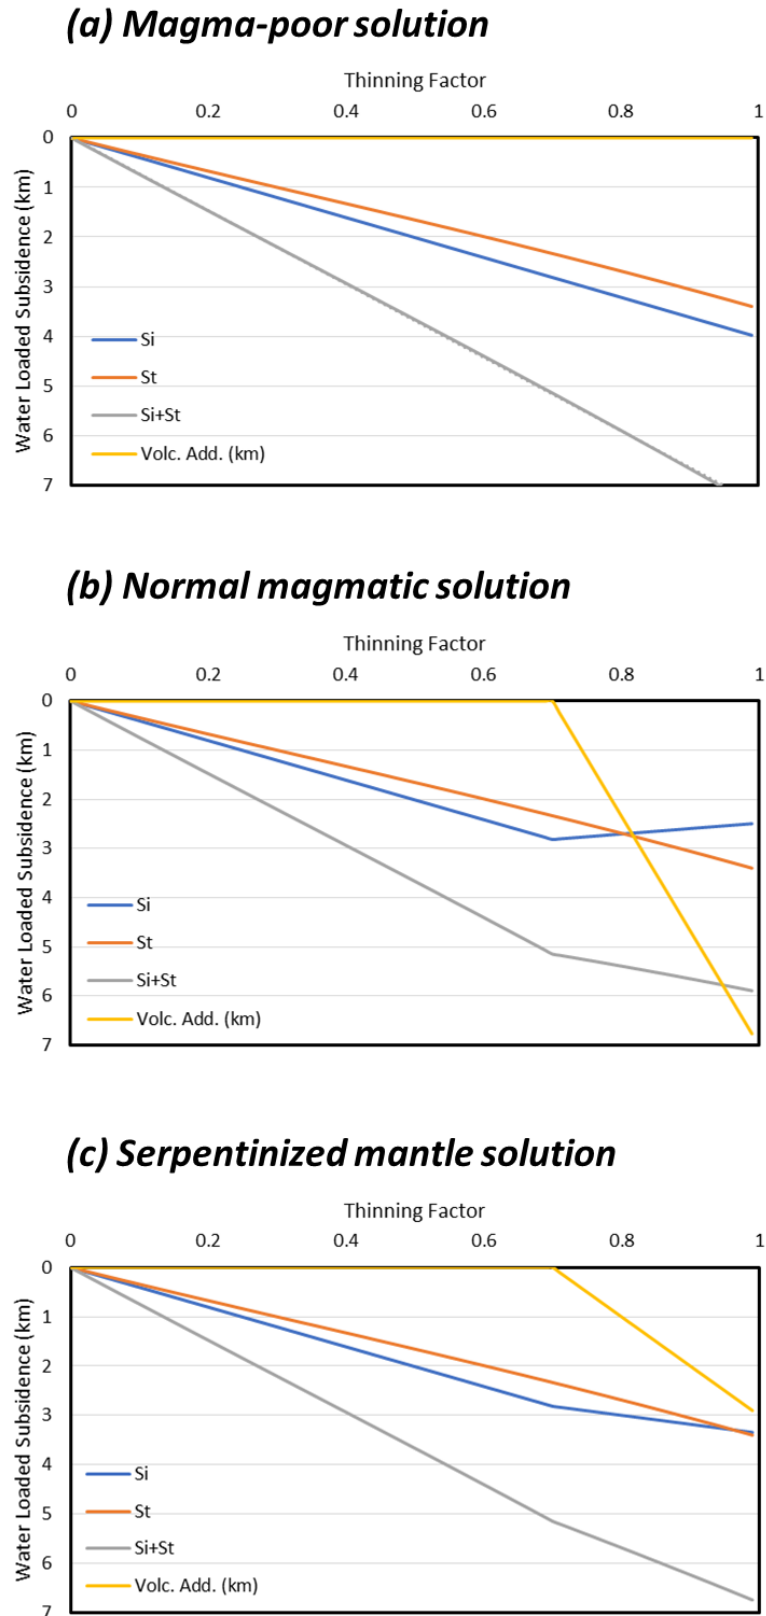 (a) Magma-poor solution
Thinning Factor
0 0.2 0.4 0.6 0.8 1
Water Loaded Subsidence (km)
0
1
2
3
4
5
6
7
Si
St
Si+St
Volc. Add. (km)
(b) Normal magmatic solution
Thinning Factor
0 0.2 0.4 0.6 0.8 1
Water Loaded Subsidence (km)
0
1
2
3
4
5
6
7
Si
St
Si+St
Volc. Add. (km)
(c) Serpentinized mantle solution
Thinning Factor
0 0.2 0.4 0.6 0.8 1
Water Loaded Subsidence (km)
0
1
2
3
4
5
6
7
Si
St
Si+St
Volc. Add. (km)